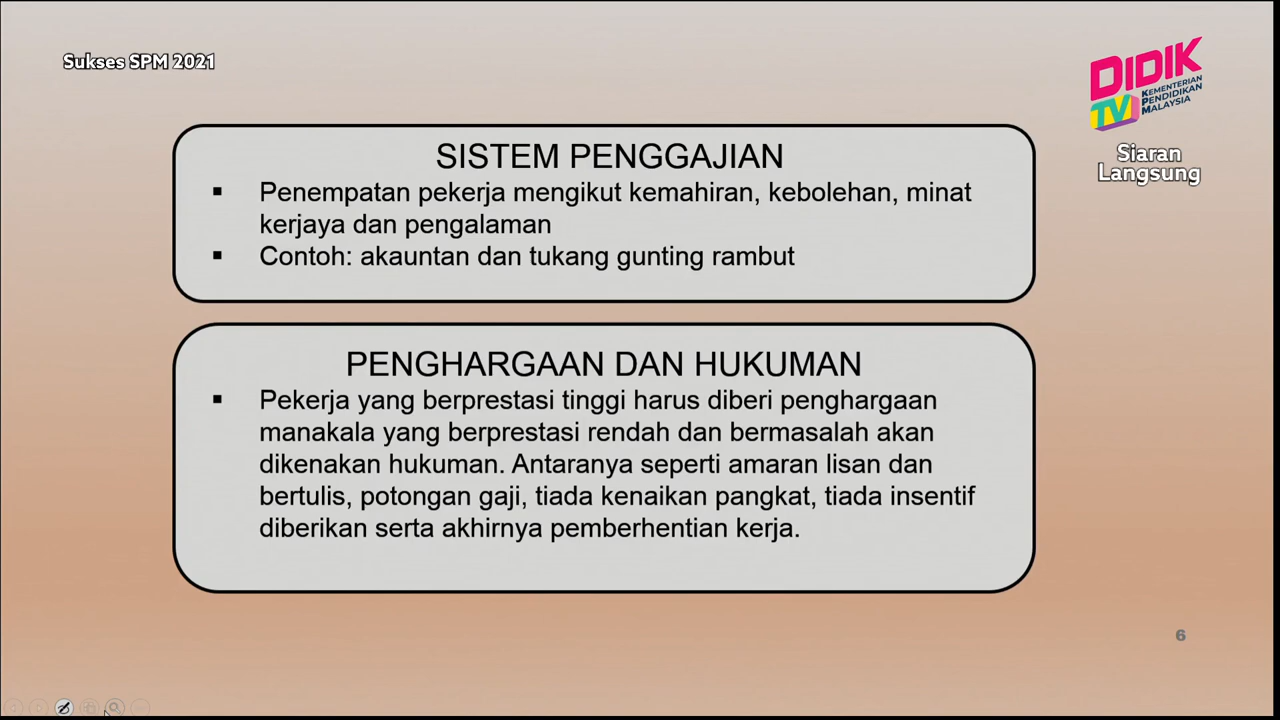 Sukses SPM 2021
DIDIK
TV
KEMENTERIAN
PENDIDIKAN
MALAYSIA
Siaran
Langsung
SISTEM PENGGAJIAN
▪ Penempatan pekerja mengikut kemahiran, kebolehan, minat
kerjaya dan pengalaman
▪ Contoh: akauntan dan tukang gunting rambut
PENGHARGAAN DAN HUKUMAN
▪ Pekerja yang berprestasi tinggi harus diberi penghargaan
manakala yang berprestasi rendah dan bermasalah akan
dikenakan hukuman. Antaranya seperti amaran lisan dan
bertulis, potongan gaji, tiada kenaikan pangkat, tiada insentif
diberikan serta akhirnya pemberhentian kerja.
6